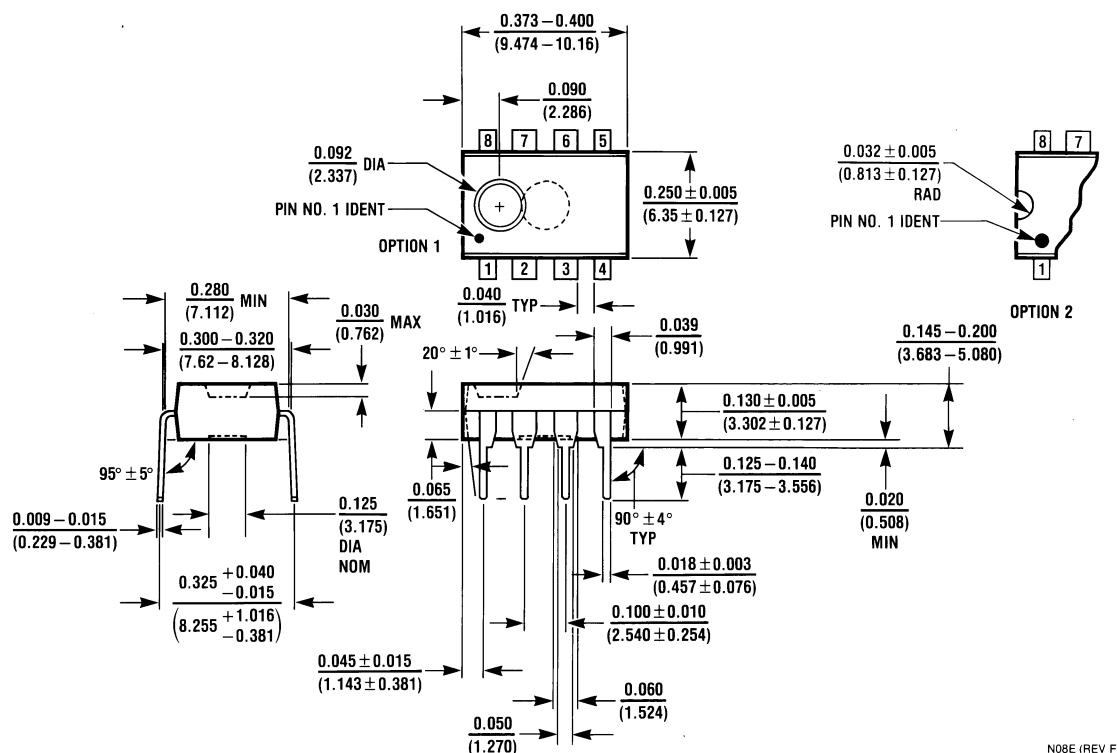 0.373 – 0.400
(9.474 – 10.16)
0.090
(2.286)
8 7 6 5
0.092 DIA
(2.337)
PIN NO. 1 IDENT
OPTION 1
1 2 3 4
0.250 ± 0.005
(6.35 ± 0.127)
8 7
0.032 ± 0.005
(0.813 ± 0.127)
RAD
PIN NO. 1 IDENT
1
OPTION 2
0.280 MIN
(7.112)
0.030 MAX
(0.762)
0.300 – 0.320
(7.62 – 8.128)
0.040 TYP
(1.016)
0.039
(0.991)
0.145 – 0.200
(3.683 – 5.080)
20° ± 1°
0.130 ± 0.005
(3.302 ± 0.127)
95° ± 5°
0.065
(1.651)
0.125 – 0.140
(3.175 – 3.556)
0.020
(0.508)
MIN
90° ± 4°
TYP
0.009 – 0.015
(0.229 – 0.381)
0.125
(3.175)
DIA
NOM
0.018 ± 0.003
(0.457 ± 0.076)
0.325 +0.040 −0.015
(8.255 +1.016 −0.381)
0.100 ± 0.010
(2.540 ± 0.254)
0.045 ± 0.015
(1.143 ± 0.381)
0.060
(1.524)
0.050
(1.270)
N08E (REV F